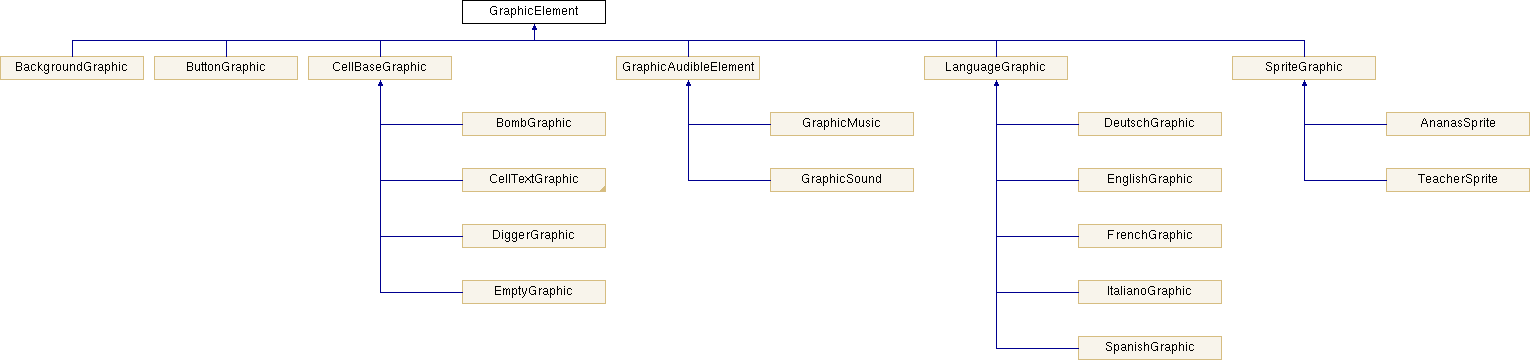 GraphicElement
BackgroundGraphic
ButtonGraphic
CellBaseGraphic
GraphicAudibleElement
LanguageGraphic
SpriteGraphic
BombGraphic
GraphicMusic
DeutschGraphic
AnanasSprite
CellTextGraphic
GraphicSound
EnglishGraphic
TeacherSprite
DiggerGraphic
FrenchGraphic
EmptyGraphic
ItalianoGraphic
SpanishGraphic